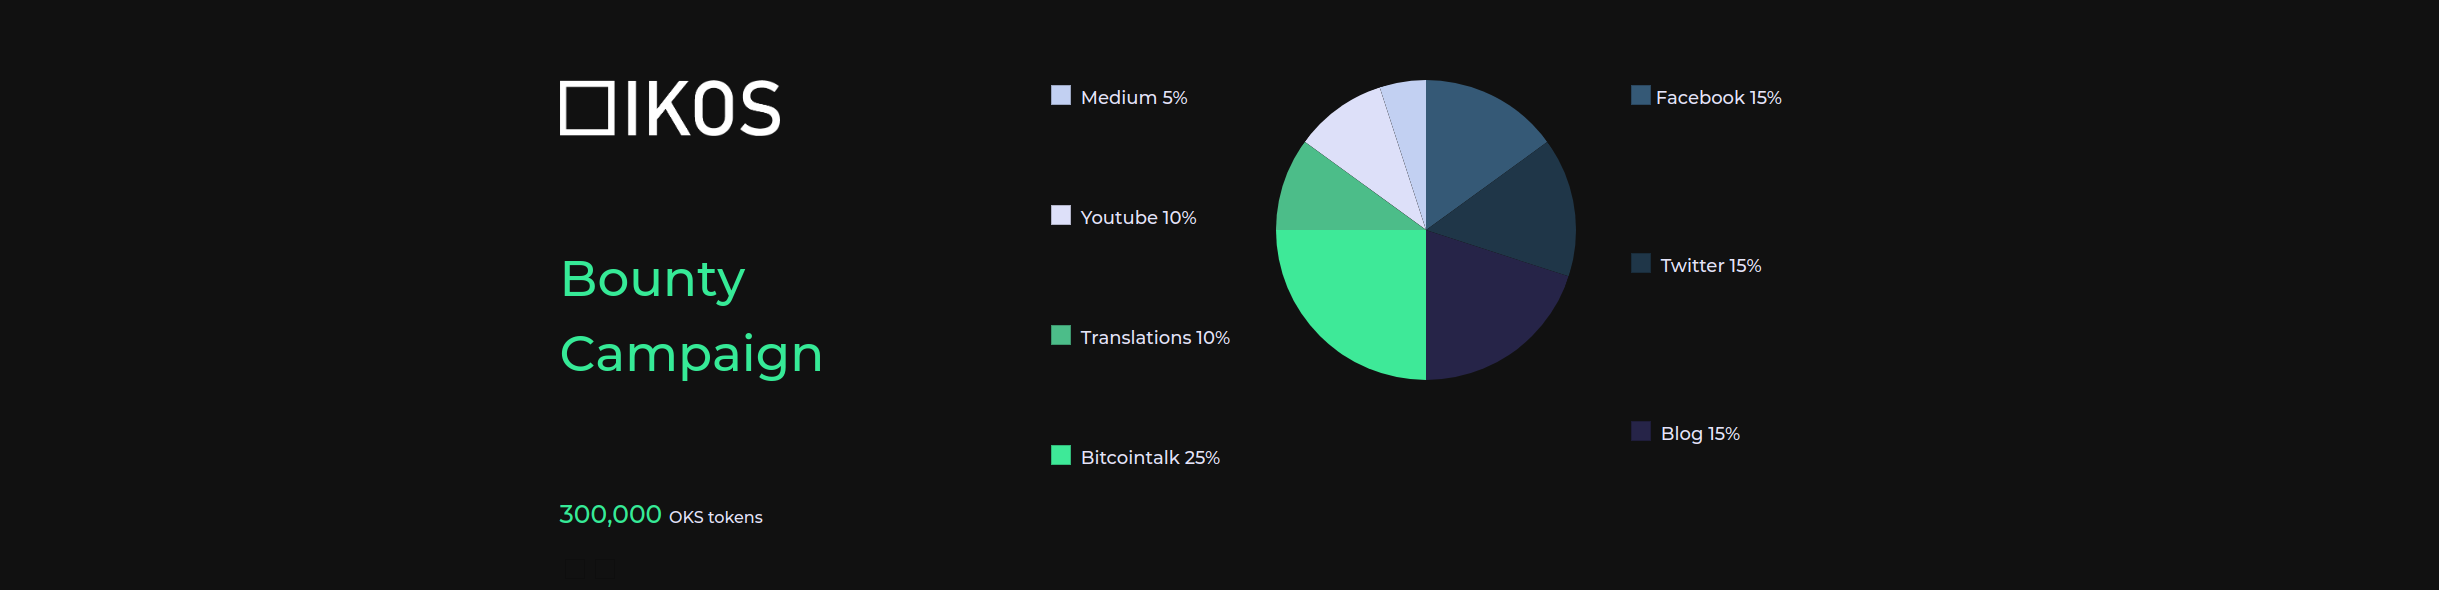 OIKOS
Bounty
Campaign
300,000 OKS tokens
Medium 5%
Youtube 10%
Translations 10%
Bitcointalk 25%
Facebook 15%
Twitter 15%
Blog 15%